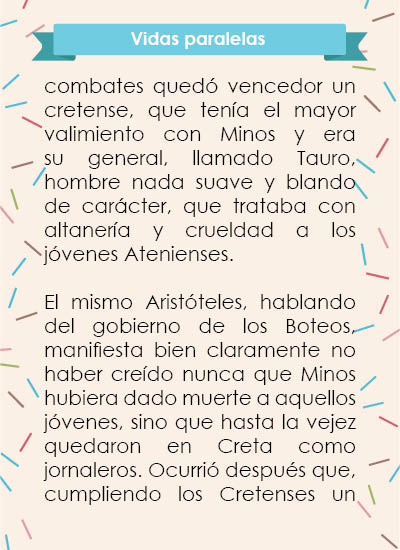 Vidas paralelas
combates quedó vencedor un
cretense, que tenía el mayor
valimiento con Minos y era
su general, llamado Tauro,
hombre nada suave y blando
de carácter, que trataba con
altanería y crueldad a los
jóvenes Atenienses.
El mismo Aristóteles, hablando
del gobierno de los Boteos,
manifiesta bien claramente no
haber creído nunca que Minos
hubiera dado muerte a aquellos
jóvenes, sino que hasta la vejez
quedaron en Creta como
jornaleros. Ocurrió después que,
cumpliendo los Cretenses un